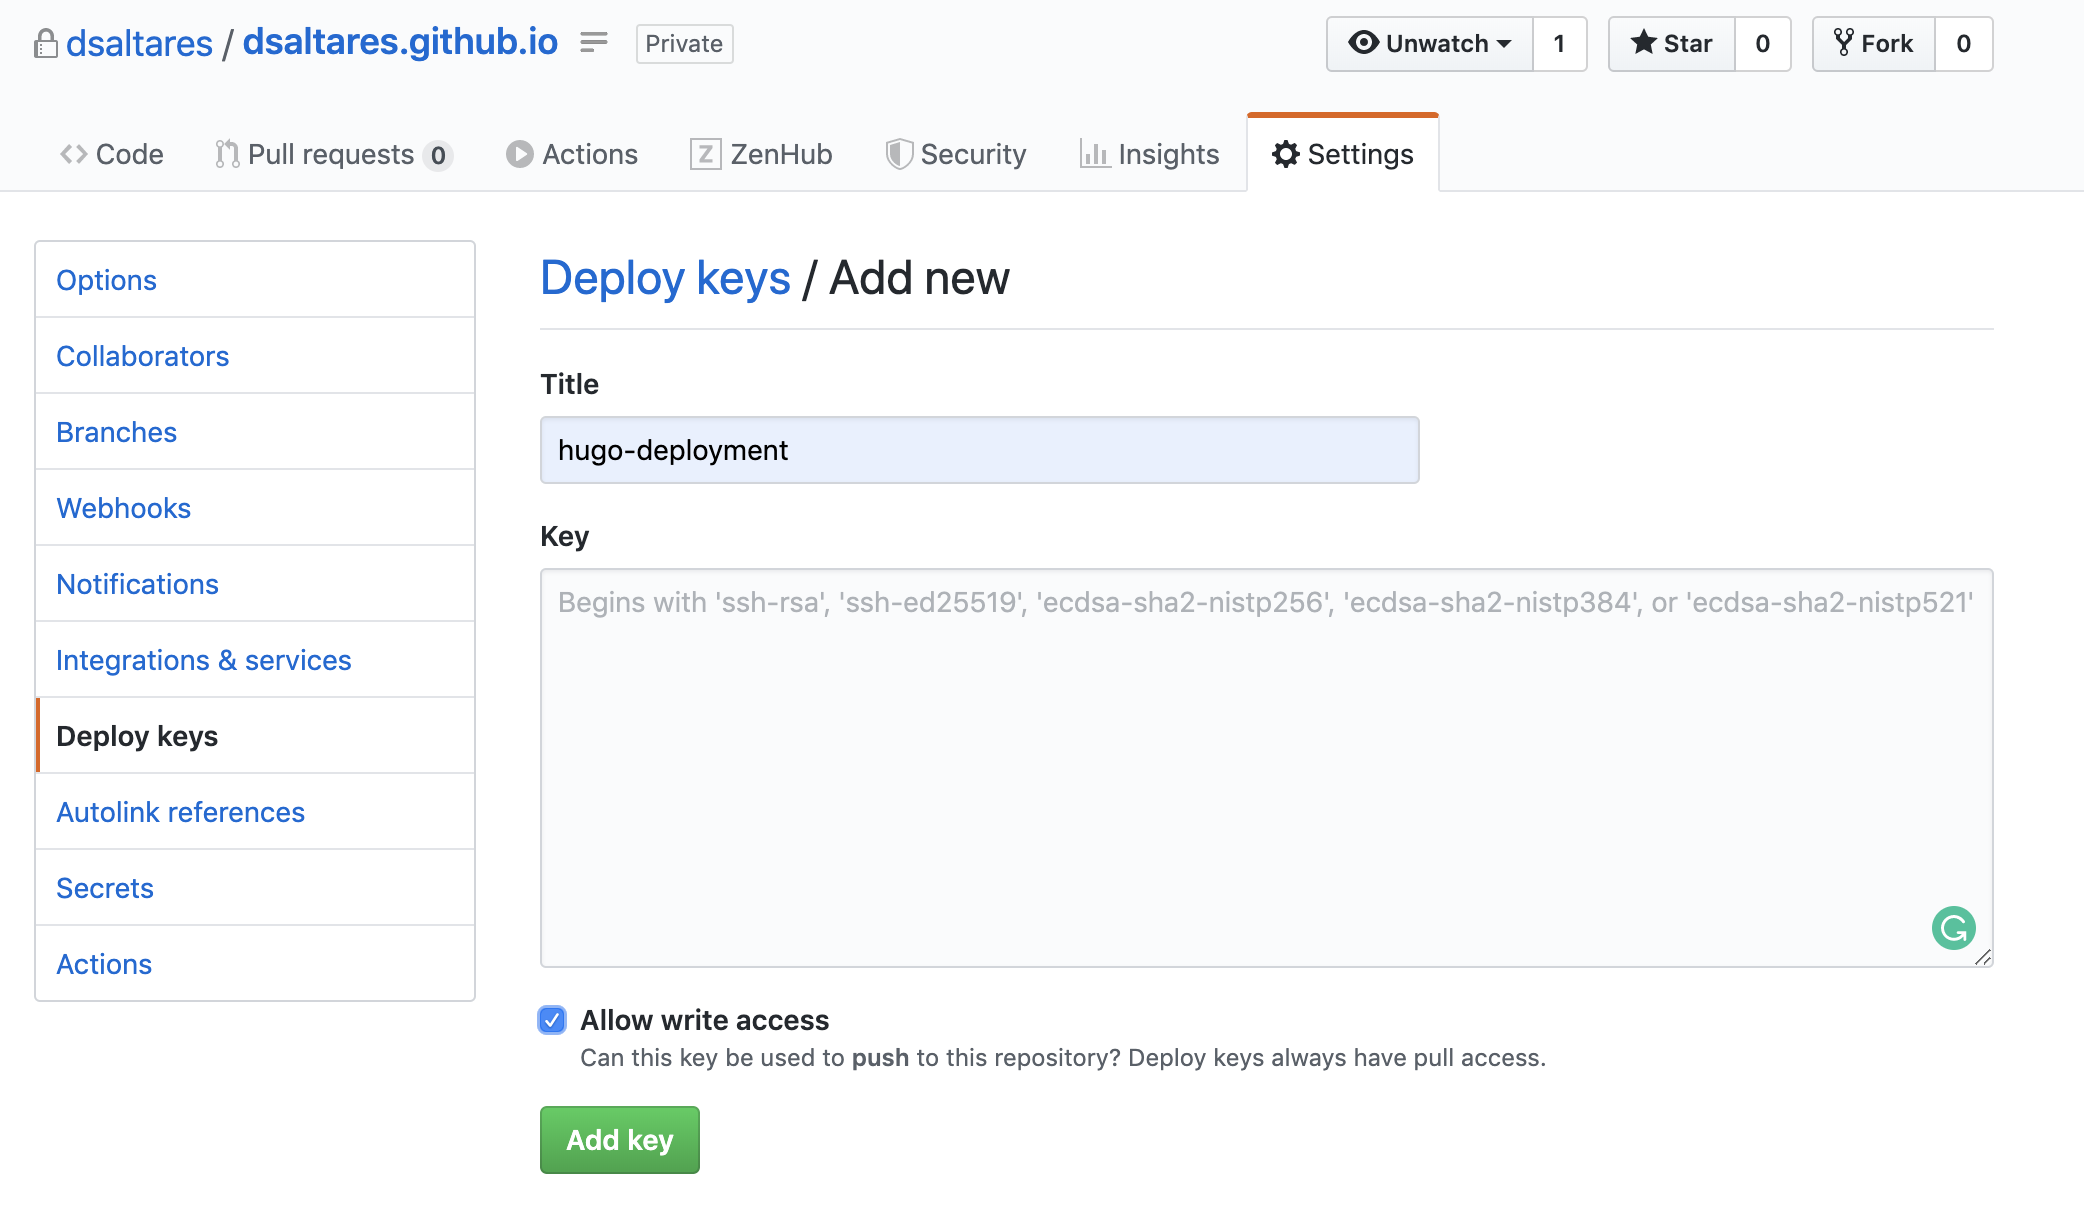 dsaltares / dsaltares.github.io Private Unwatch 1 Star 0 Fork 0
Code Pull requests 0 Actions Z ZenHub Security Insights Settings
Options
Collaborators
Branches
Webhooks
Notifications
Integrations & services
Deploy keys
Autolink references
Secrets
Actions
Deploy keys / Add new
Title
hugo-deployment
Key
Begins with 'ssh-rsa', 'ssh-ed25519', 'ecdsa-sha2-nistp256', 'ecdsa-sha2-nistp384', or 'ecdsa-sha2-nistp521'
Allow write access
Can this key be used to push to this repository? Deploy keys always have pull access.
Add key